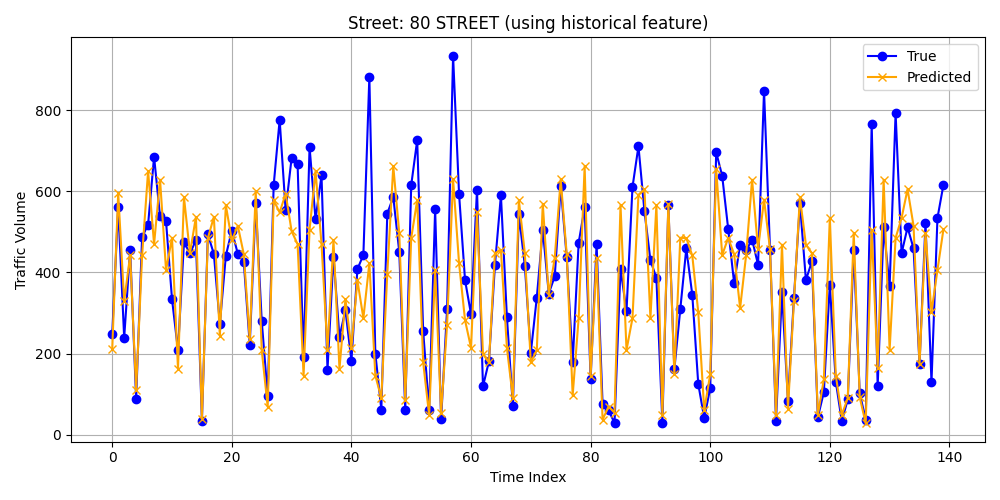 Street: 80 STREET (using historical feature)
True
Predicted
Traffic Volume
800
600
400
200
0
0 20 40 60 80 100 120 140
Time Index